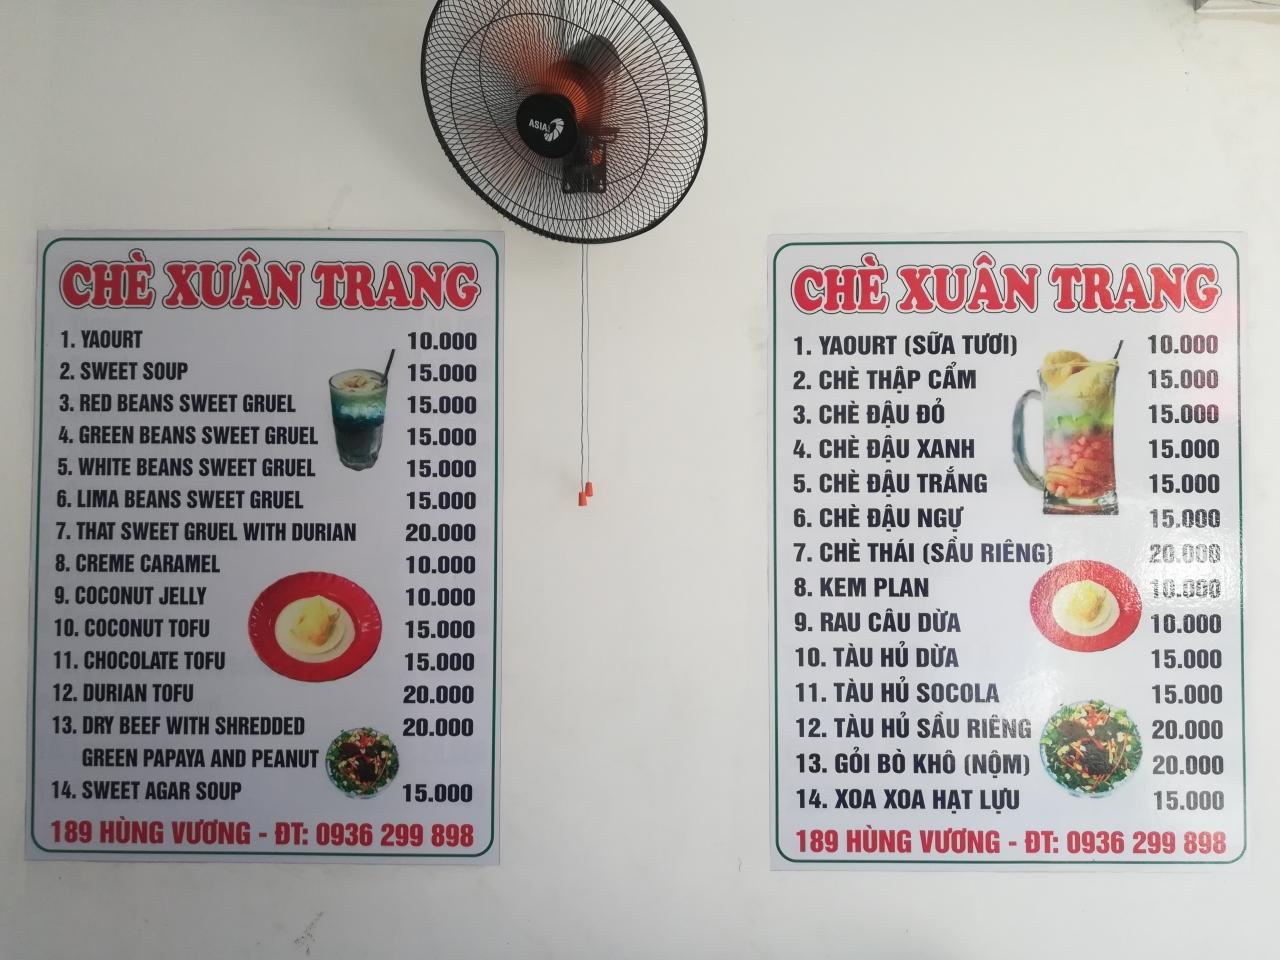 ASIA
CHÈ XUÂN TRANG
1. YAOURT 10.000
2. SWEET SOUP 15.000
3. RED BEANS SWEET GRUEL 15.000
4. GREEN BEANS SWEET GRUEL 15.000
5. WHITE BEANS SWEET GRUEL 15.000
6. LIMA BEANS SWEET GRUEL 15.000
7. THAT SWEET GRUEL WITH DURIAN 20.000
8. CREME CARAMEL 10.000
9. COCONUT JELLY 10.000
10. COCONUT TOFU 15.000
11. CHOCOLATE TOFU 15.000
12. DURIAN TOFU 20.000
13. DRY BEEF WITH SHREDDED 20.000
GREEN PAPAYA AND PEANUT
14. SWEET AGAR SOUP 15.000
189 HÙNG VƯƠNG - ĐT: 0936 299 898
CHÈ XUÂN TRANG
1. YAOURT (SỮA TƯƠI) 10.000
2. CHÈ THẬP CẨM 15.000
3. CHÈ ĐẬU ĐỎ 15.000
4. CHÈ ĐẬU XANH 15.000
5. CHÈ ĐẬU TRẮNG 15.000
6. CHÈ ĐẬU NGỰ 15.000
7. CHÈ THÁI (SẦU RIÊNG) 20.000
8. KEM PLAN 10.000
9. RAU CÂU DỪA 10.000
10. TÀU HỦ DỪA 15.000
11. TÀU HỦ SOCOLA 15.000
12. TÀU HỦ SẦU RIÊNG 20.000
13. GỎI BÒ KHÔ (NỘM) 20.000
14. XOA XOA HẠT LỰU 15.000
189 HÙNG VƯƠNG - ĐT: 0936 299 898